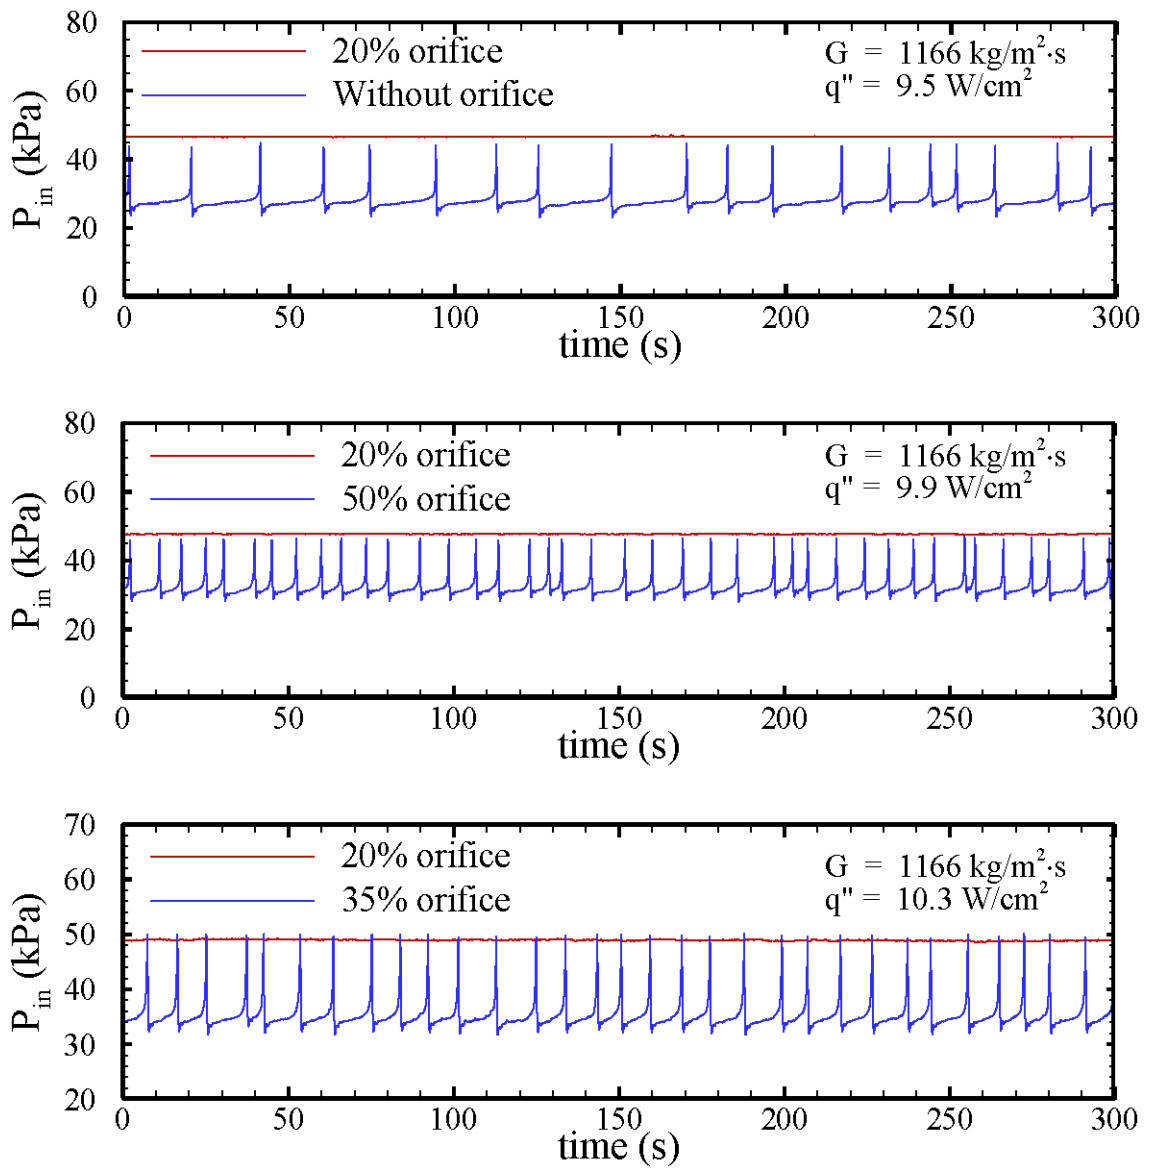 80
60
40
20
0
P_in (kPa)
20% orifice
Without orifice
G = 1166 kg/m²·s
q" = 9.5 W/cm²
0 50 100 150 200 250 300
time (s)
80
60
40
20
0
P_in (kPa)
20% orifice
50% orifice
G = 1166 kg/m²·s
q" = 9.9 W/cm²
0 50 100 150 200 250 300
time (s)
70
60
50
40
30
20
P_in (kPa)
20% orifice
35% orifice
G = 1166 kg/m²·s
q" = 10.3 W/cm²
0 50 100 150 200 250 300
time (s)